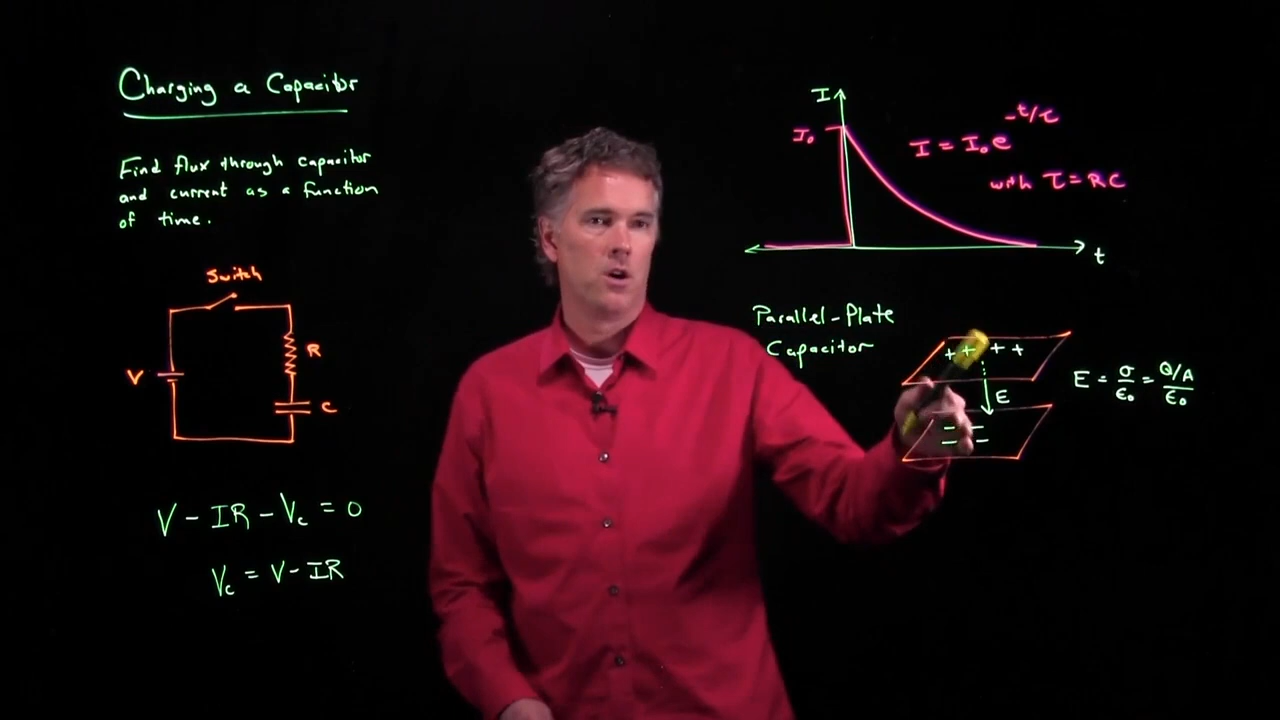 Charging a Capacitor
Find flux through capacitor
and current as a function
of time.
Switch
V
R
C
V - IR - Vc = 0
Vc = V - IR
I
I₀
I = I₀e^(-t/τ)
with τ = RC
t
Parallel-Plate
Capacitor
+ + + +
E
- -
- -
E = σ/ε₀ = Q/A/ε₀